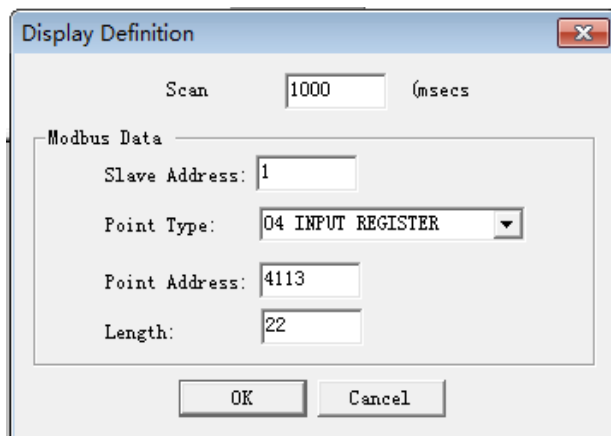 Display Definition
Scan 1000 (msecs
Modbus Data
Slave Address: 1
Point Type: 04 INPUT REGISTER
Point Address: 4113
Length: 22
OK Cancel